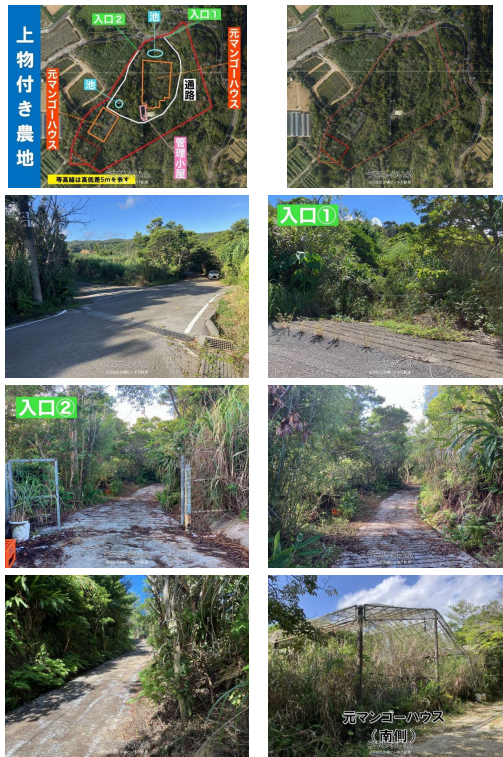 上物付き農地
入口②
池
入口①
元マンゴーハウス
池
通路
元マンゴーハウス
管理小屋
等高線は高低差5mを表す
入口①
入口②
元マンゴーハウス
(南側)